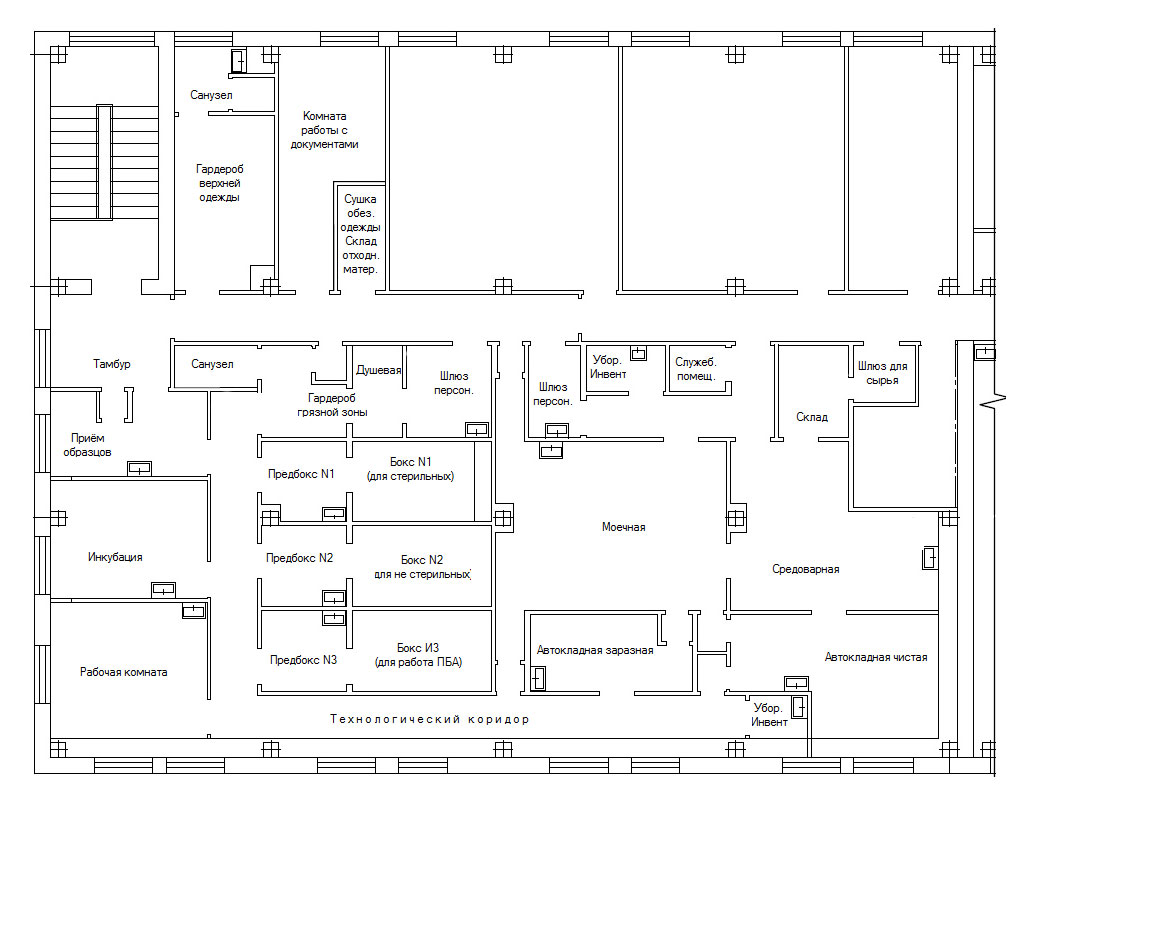 Санузел
Комната
работы с
документами
Гардероб
верхней
одежды
Сушка
обез.
одежды
Склад
отходн.
матер.
Тамбур
Санузел
Душевая
Шлюз
персон.
Гардероб
грязной зоны
Шлюз
персон.
Убор.
Инвент
Служеб.
помещ.
Шлюз для
сырья
Склад
Приём
образцов
Предбокс N1
Бокс N1
(для стерильных)
Моечная
Инкубация
Предбокс N2
Бокс N2
для не стерильных)
Средоварная
Рабочая комната
Предбокс N3
Бокс И3
(для работа ПБА)
Автокладная заразная
Автокладная чистая
Технологический коридор
Убор.
Инвент